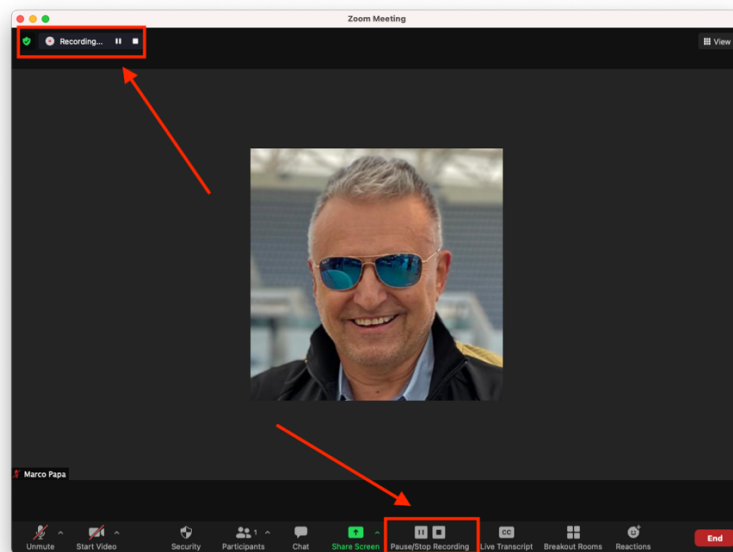 Zoom Meeting
Recording...
View
Marco Papa
Unmute
Start Video
Security
1
Participants
Chat
Share Screen
Pause/Stop Recording
CC
Live Transcript
Breakout Rooms
Reactions
End